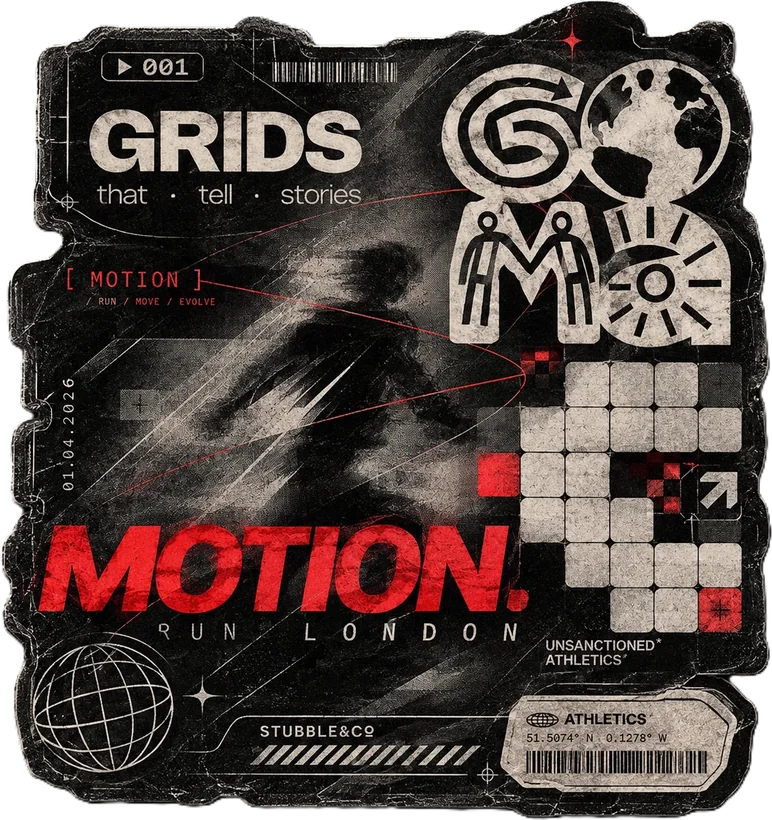 ▶ 001
GRIDS
that · tell · stories
GOMA
[ MOTION ]
/ RUN / MOVE / EVOLVE
01.04.2026
MOTION.
RUN LONDON
UNSANCTIONED*
ATHLETICS*
STUBBLE&Cº
ATHLETICS
51.5074° N 0.1278° W